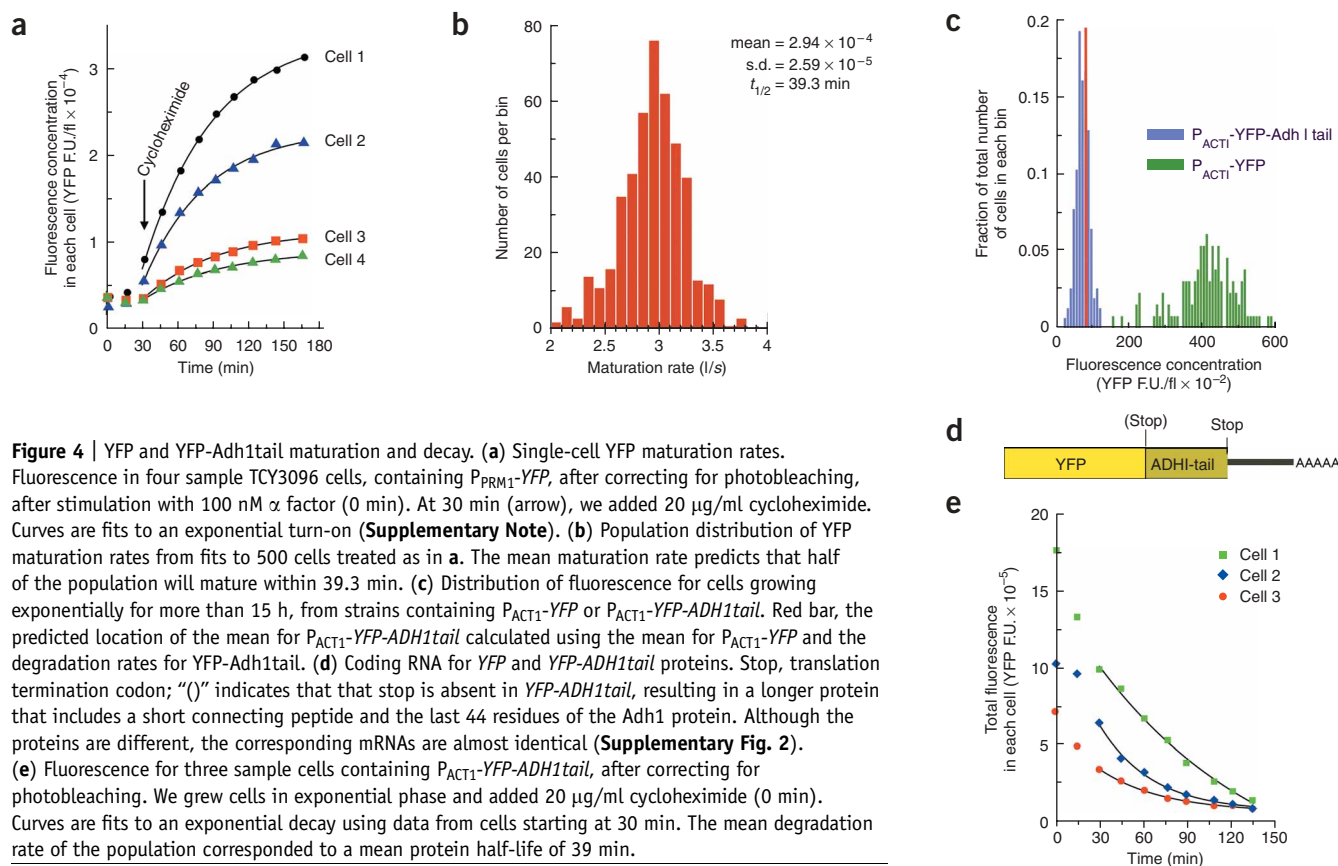 a
Fluorescence concentration
in each cell (YFP F.U./fl × 10⁻⁴)
3
2
1
0
Cycloheximide
Cell 1
Cell 2
Cell 3
Cell 4
0 30 60 90 120 150 180
Time (min)
b
Number of cells per bin
80
60
40
20
0
mean = 2.94 × 10⁻⁴
s.d. = 2.59 × 10⁻⁵
t1/2 = 39.3 min
2 2.5 3 3.5 4
Maturation rate (l/s)
c
Fraction of total number
of cells in each bin
0.2
0.15
0.1
0.05
0
PACTI-YFP-Adh I tail
PACTI-YFP
0 200 400 600
Fluorescence concentration
(YFP F.U./fl × 10⁻²)
d
(Stop)
Stop
YFP
ADHI-tail
AAAAA
e
Total fluorescence
in each cell (YFP F.U. × 10⁻⁵)
20
15
10
5
0
Cell 1
Cell 2
Cell 3
0 30 60 90 120 150
Time (min)
Figure 4 | YFP and YFP-Adh1tail maturation and decay. (a) Single-cell YFP maturation rates.
Fluorescence in four sample TCY3096 cells, containing PPRM1-YFP, after correcting for photobleaching,
after stimulation with 100 nM α factor (0 min). At 30 min (arrow), we added 20 µg/ml cycloheximide.
Curves are fits to an exponential turn-on (Supplementary Note). (b) Population distribution of YFP
maturation rates from fits to 500 cells treated as in a. The mean maturation rate predicts that half
of the population will mature within 39.3 min. (c) Distribution of fluorescence for cells growing
exponentially for more than 15 h, from strains containing PACT1-YFP or PACT1-YFP-ADH1tail. Red bar, the
predicted location of the mean for PACT1-YFP-ADH1tail calculated using the mean for PACT1-YFP and the
degradation rates for YFP-Adh1tail. (d) Coding RNA for YFP and YFP-ADH1tail proteins. Stop, translation
termination codon; “()” indicates that that stop is absent in YFP-ADH1tail, resulting in a longer protein
that includes a short connecting peptide and the last 44 residues of the Adh1 protein. Although the
proteins are different, the corresponding mRNAs are almost identical (Supplementary Fig. 2).
(e) Fluorescence for three sample cells containing PACT1-YFP-ADH1tail, after correcting for
photobleaching. We grew cells in exponential phase and added 20 µg/ml cycloheximide (0 min).
Curves are fits to an exponential decay using data from cells starting at 30 min. The mean degradation
rate of the population corresponded to a mean protein half-life of 39 min.